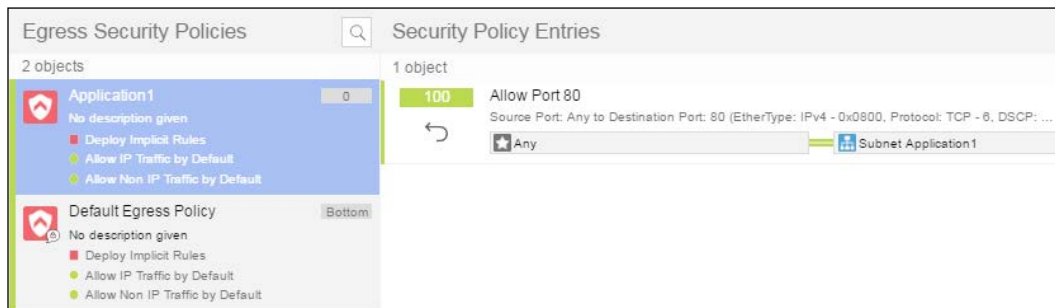 Egress Security Policies
2 objects
Application1
0
No description given
Deploy Implicit Rules
Allow IP Traffic by Default
Allow Non IP Traffic by Default
Default Egress Policy
Bottom
No description given
Deploy Implicit Rules
Allow IP Traffic by Default
Allow Non IP Traffic by Default
Security Policy Entries
1 object
100
Allow Port 80
Source Port: Any to Destination Port: 80 (EtherType: IPv4 - 0x0800, Protocol: TCP - 6, DSCP: ...
Any
Subnet Application1